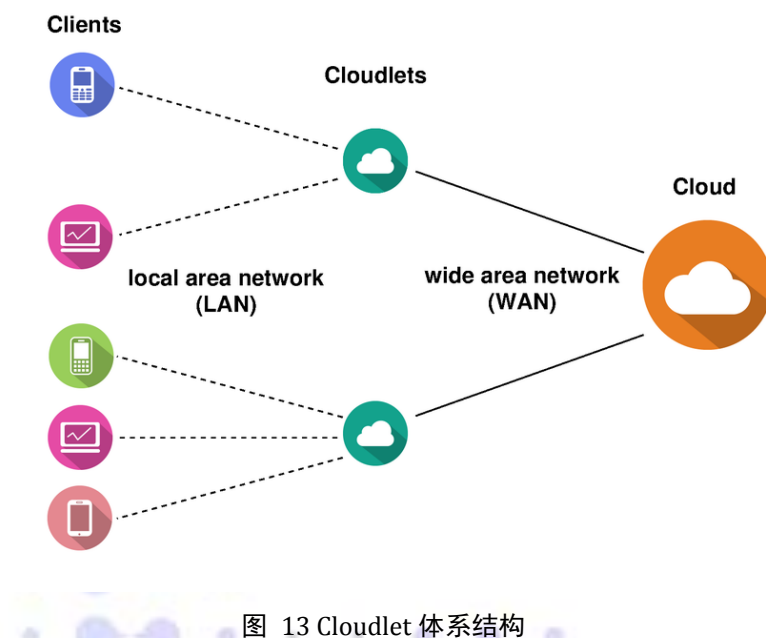 Clients
Cloudlets
Cloud
local area network
(LAN)
wide area network
(WAN)
图 13 Cloudlet 体系结构